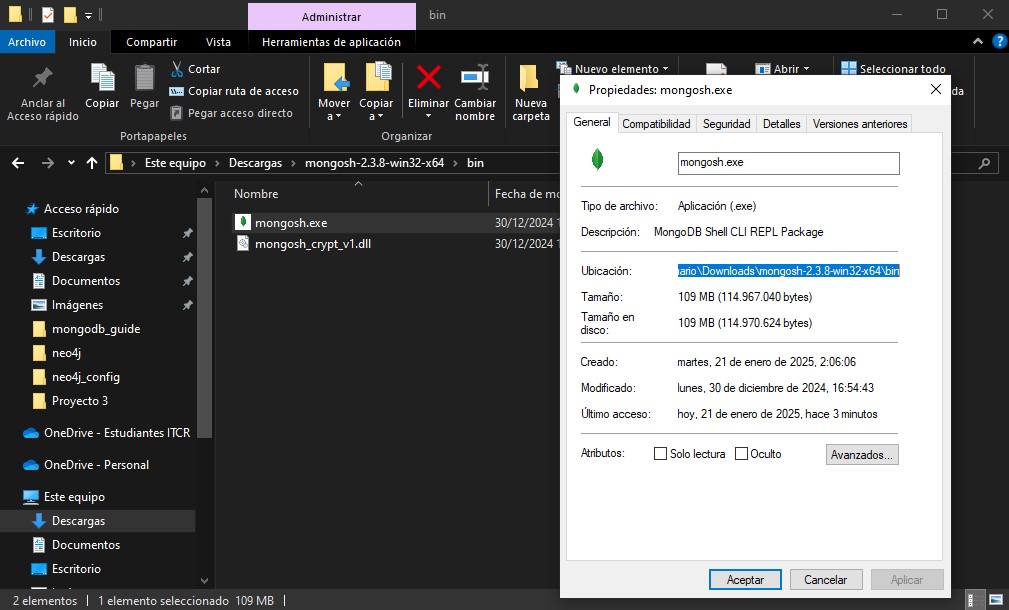 Administrar
bin
Archivo
Inicio
Compartir
Vista
Herramientas de aplicación
Anclar al
Acceso rápido
Copiar
Pegar
Cortar
Copiar ruta de acceso
Pegar acceso directo
Portapapeles
Mover
a
Copiar
a
Eliminar
Cambiar
nombre
Organizar
Nueva
carpeta
Nuevo elemento
Abrir
Seleccionar todo
Este equipo
Descargas
mongosh-2.3.8-win32-x64
bin
Acceso rápido
Escritorio
Descargas
Documentos
Imágenes
mongodb_guide
neo4j
neo4j_config
Proyecto 3
OneDrive - Estudiantes ITCR
OneDrive - Personal
Este equipo
Descargas
Documentos
Escritorio
Nombre
Fecha de mo
mongosh.exe
30/12/2024 1
mongosh_crypt_v1.dll
30/12/2024 1
2 elementos
1 elemento seleccionado 109 MB
Propiedades: mongosh.exe
General
Compatibilidad
Seguridad
Detalles
Versiones anteriores
mongosh.exe
Tipo de archivo: Aplicación (.exe)
Descripción: MongoDB Shell CLI REPL Package
Ubicación: ario\Downloads\mongosh-2.3.8-win32-x64\bin
Tamaño: 109 MB (114.967.040 bytes)
Tamaño en
disco:
109 MB (114.970.624 bytes)
Creado: martes, 21 de enero de 2025, 2:06:06
Modificado: lunes, 30 de diciembre de 2024, 16:54:43
Último acceso: hoy, 21 de enero de 2025, hace 3 minutos
Atributos:
Solo lectura
Oculto
Avanzados...
Aceptar
Cancelar
Aplicar